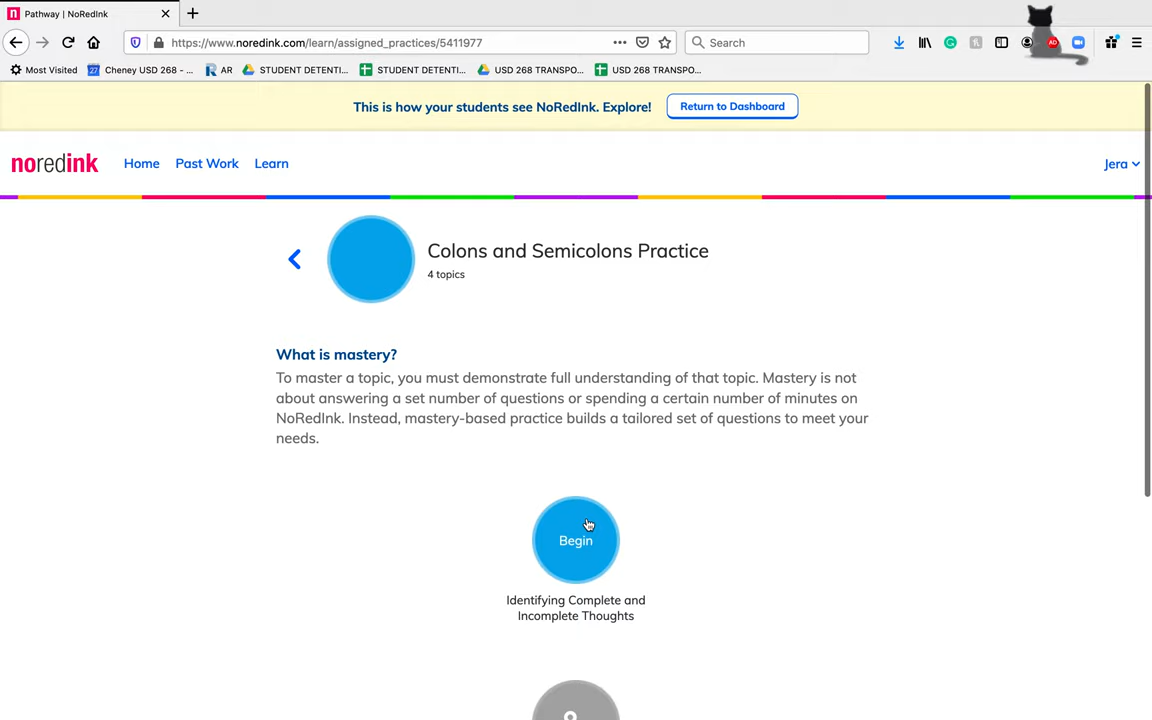 Pathway | NoRedInk
https://www.noredink.com/learn/assigned_practices/5411977
Search
Most Visited
Cheney USD 268 - ...
AR
STUDENT DETENTI...
STUDENT DETENTI...
USD 268 TRANSPO...
USD 268 TRANSPO...
This is how your students see NoRedInk. Explore!
Return to Dashboard
noredink
Home
Past Work
Learn
Jera
Colons and Semicolons Practice
4 topics
What is mastery?
To master a topic, you must demonstrate full understanding of that topic. Mastery is not
about answering a set number of questions or spending a certain number of minutes on
NoRedInk. Instead, mastery-based practice builds a tailored set of questions to meet your
needs.
Begin
Identifying Complete and
Incomplete Thoughts